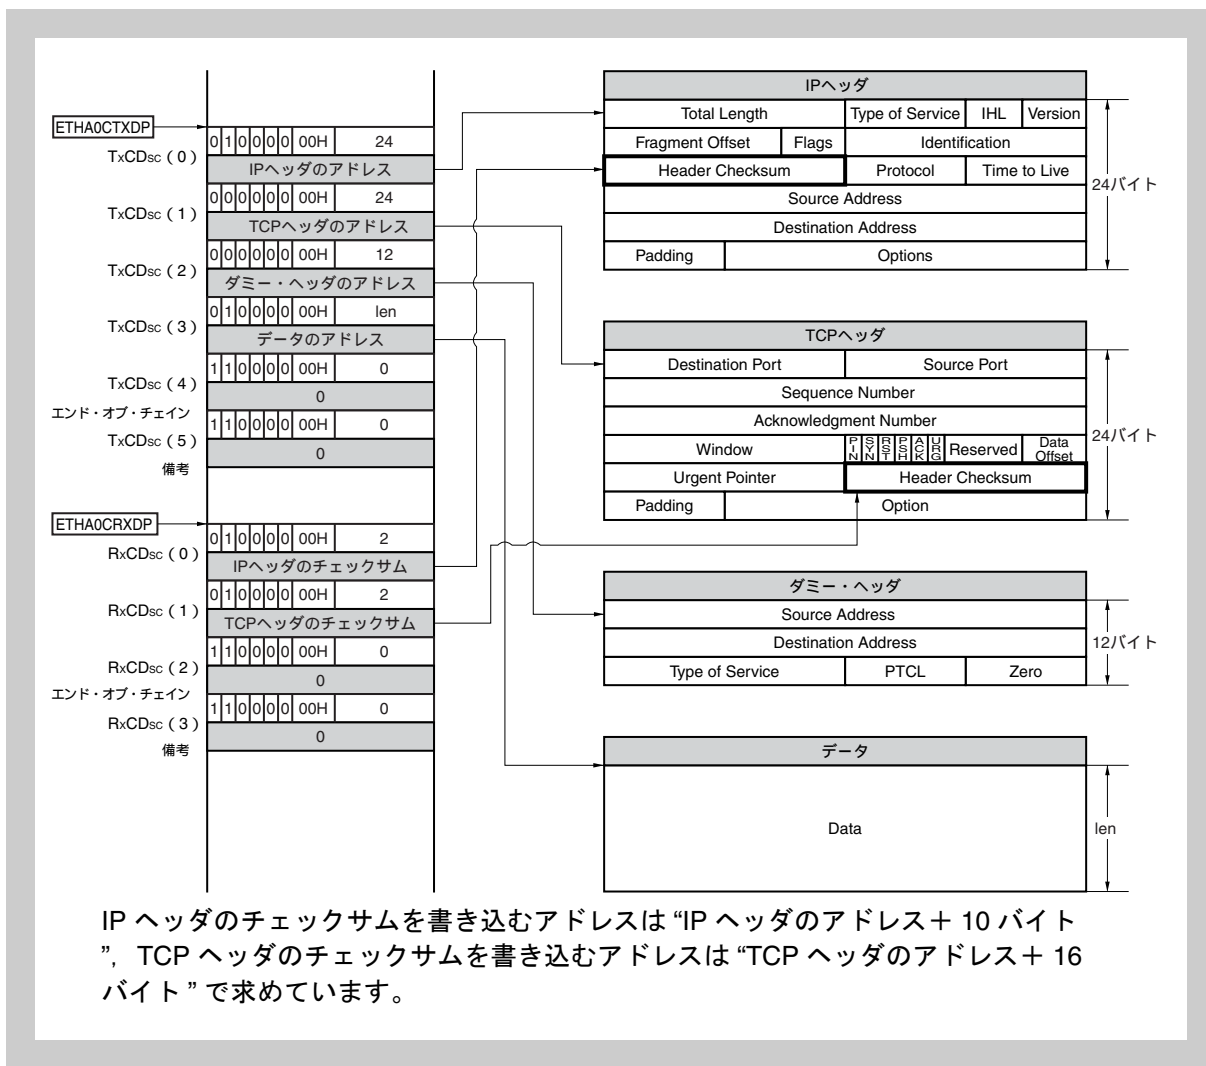 IPヘッダ
Total Length Type of Service IHL Version
ETHA0CTXDP
0 1 0 0 0 0 00H 24
TxCDsc ( 0 )
Fragment Offset Flags Identification
IPヘッダのアドレス
Header Checksum Protocol Time to Live
24バイト
0 0 0 0 0 0 00H 24
TxCDsc ( 1 )
Source Address
TCPヘッダのアドレス
Destination Address
0 0 0 0 0 0 00H 12
TxCDsc ( 2 )
Padding Options
ダミー・ヘッダのアドレス
0 1 0 0 0 0 00H len
TxCDsc ( 3 )
データのアドレス
TCPヘッダ
1 1 0 0 0 0 00H 0
TxCDsc ( 4 )
Destination Port Source Port
0
Sequence Number
エンド・オブ・チェイン
1 1 0 0 0 0 00H 0
TxCDsc ( 5 )
Acknowledgment Number
24バイト
0
備考
Window PIN SYN RST PSH ACK URG Reserved Data Offset
Urgent Pointer Header Checksum
Padding Option
ETHA0CRXDP
0 1 0 0 0 0 00H 2
RxCDsc ( 0 )
IPヘッダのチェックサム
0 1 0 0 0 0 00H 2
RxCDsc ( 1 )
TCPヘッダのチェックサム
ダミー・ヘッダ
Source Address
Destination Address
12バイト
Type of Service PTCL Zero
1 1 0 0 0 0 00H 0
RxCDsc ( 2 )
0
エンド・オブ・チェイン
1 1 0 0 0 0 00H 0
RxCDsc ( 3 )
0
備考
データ
Data
len
IP ヘッダのチェックサムを書き込むアドレスは “IP ヘッダのアドレス＋ 10 バイト
”, TCP ヘッダのチェックサムを書き込むアドレスは “TCP ヘッダのアドレス＋ 16
バイト ” で求めています。